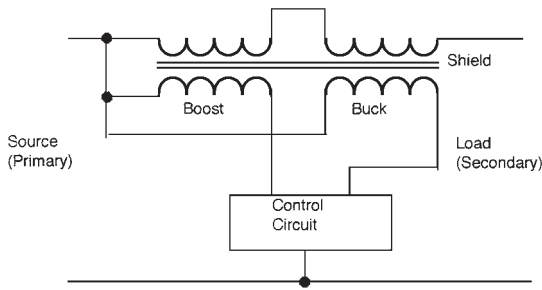 Shield
Boost
Buck
Source
(Primary)
Load
(Secondary)
Control
Circuit